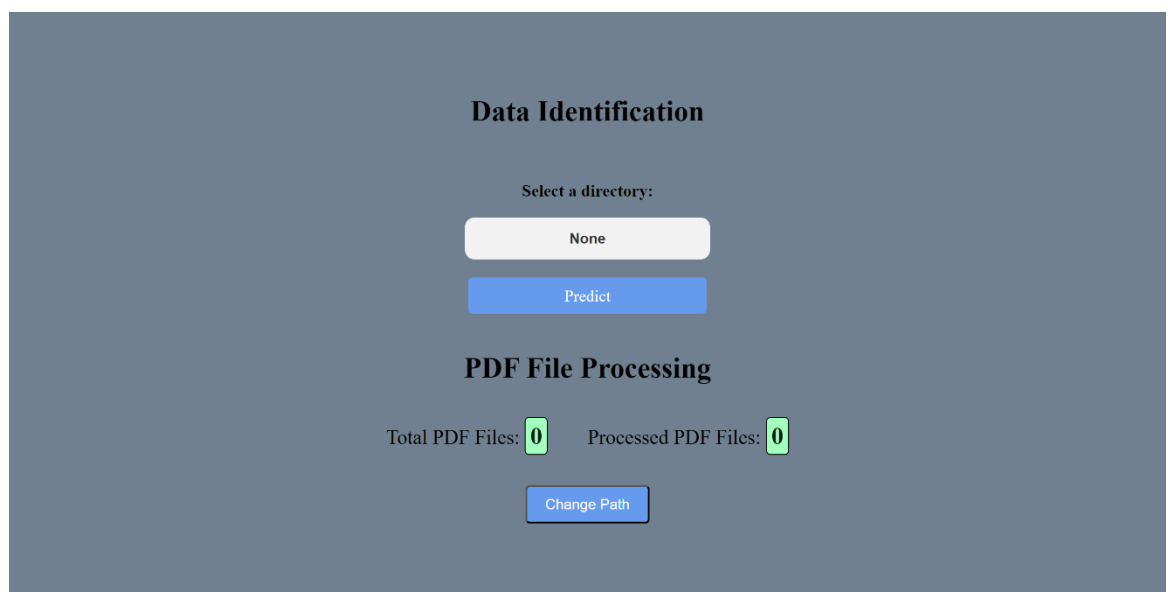 Data Identification
Select a directory:
None
Predict
PDF File Processing
Total PDF Files: 0 Processed PDF Files: 0
Change Path